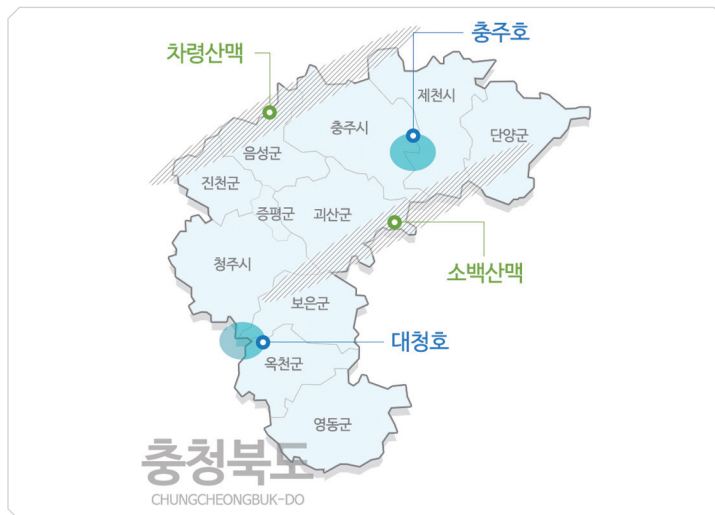 충주호
차령산맥
제천시
충주시
단양군
음성군
진천군
증평군
괴산군
청주시
소백산맥
보은군
대청호
옥천군
영동군
충청북도
CHUNGCHEONGBUK-DO